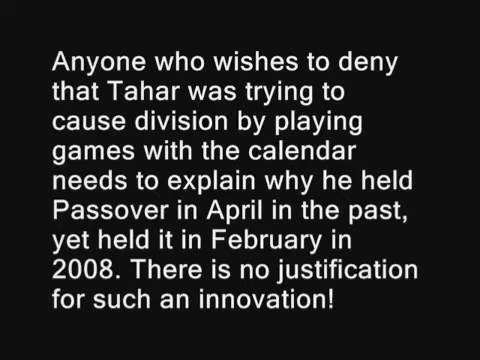 Anyone who wishes to deny
that Tahar was trying to
cause division by playing
games with the calendar
needs to explain why he held
Passover in April in the past,
yet held it in February in
2008. There is no justification
for such an innovation!